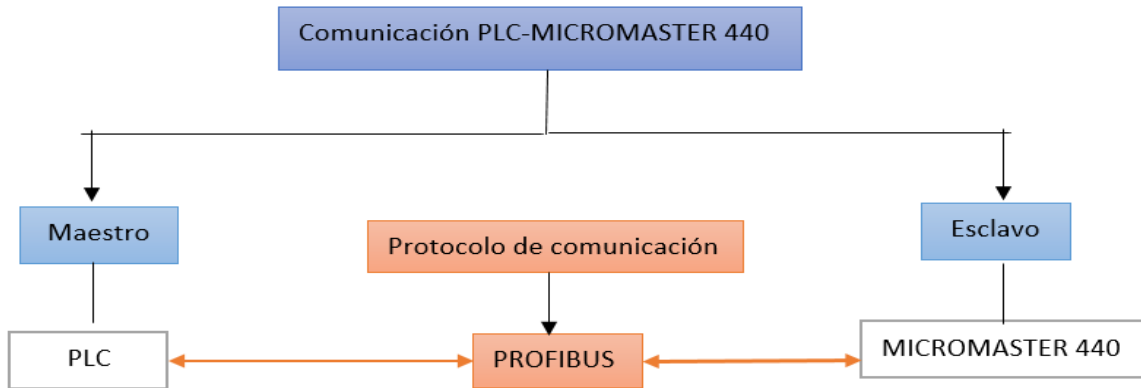 Comunicación PLC-MICROMASTER 440
Maestro
Protocolo de comunicación
Esclavo
PLC
PROFIBUS
MICROMASTER 440